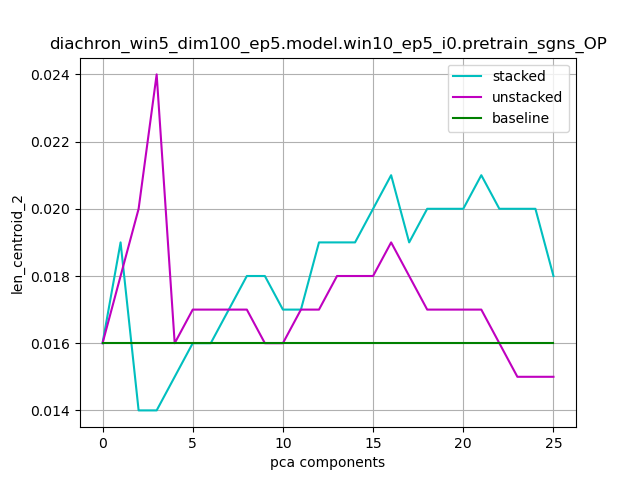 diachron_win5_dim100_ep5.model.win10_ep5_i0.pretrain_sgns_OP
stacked
unstacked
baseline
0.024
0.022
0.020
0.018
0.016
0.014
len_centroid_2
0 5 10 15 20 25
pca components